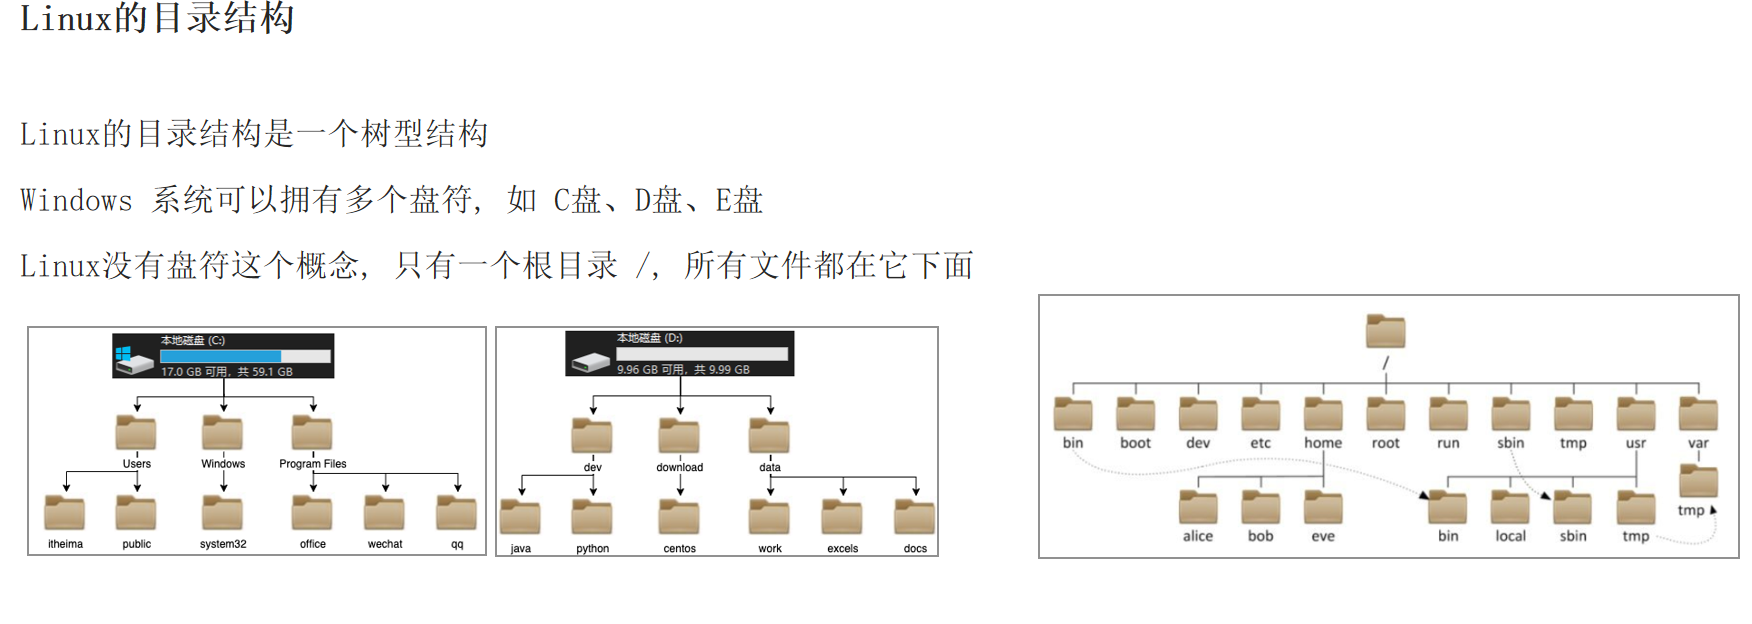 Linux的目录结构
Linux的目录结构是一个树型结构
Windows 系统可以拥有多个盘符, 如 C盘、D盘、E盘
Linux没有盘符这个概念, 只有一个根目录 /, 所有文件都在它下面
本地磁盘 (C:)
17.0 GB 可用, 共 59.1 GB
Users Windows Program Files
itheima public system32 office wechat qq
本地磁盘 (D:)
9.96 GB 可用, 共 9.99 GB
dev download data
java python centos work excels docs
/
bin boot dev etc home root run sbin tmp usr var
tmp
alice bob eve bin local sbin tmp